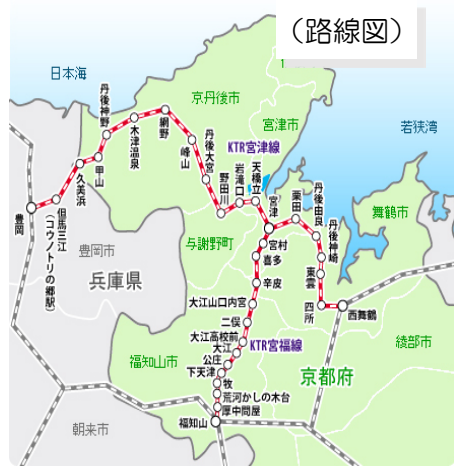 （路線図）
日本海
京丹後市
宮津市
若狭湾
舞鶴市
KTR宮津線
網野
木津温泉
丹後神野
甲山
久美浜
但馬三江
（コウノトリの郷駅）
豊岡
峰山
丹後大宮
野田川
岩滝口
天橋立
宮津
栗田
丹後由良
丹後神崎
東雲
四所
西舞鶴
宮村
喜多
辛皮
大江山口内宮
二俣
大江高校前
大江
公庄
下天津
牧
荒河かしの木台
厚中問屋
福知山
KTR宮福線
与謝野町
豊岡市
兵庫県
福知山市
朝来市
京都府
綾部市